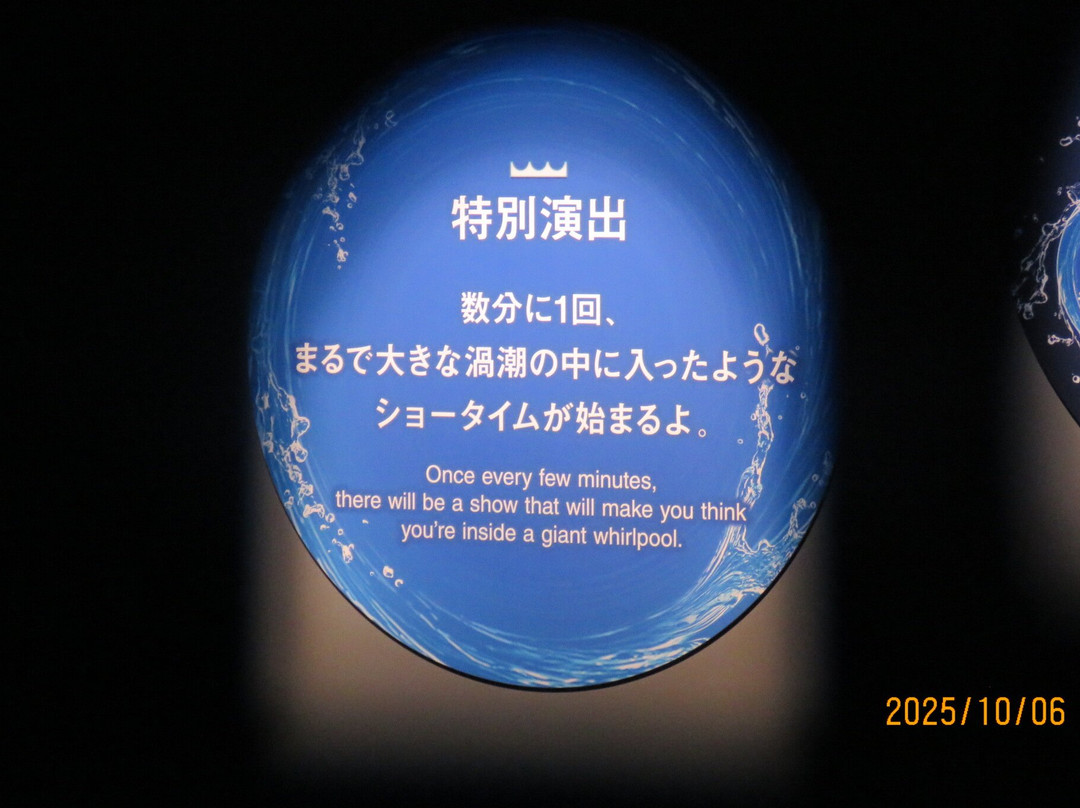 特別演出
数分に1回、
まるで大きな渦潮の中に入ったような
ショータイムが始まるよ。
Once every few minutes,
there will be a show that will make you think
you're inside a giant whirlpool.
2025/10/06